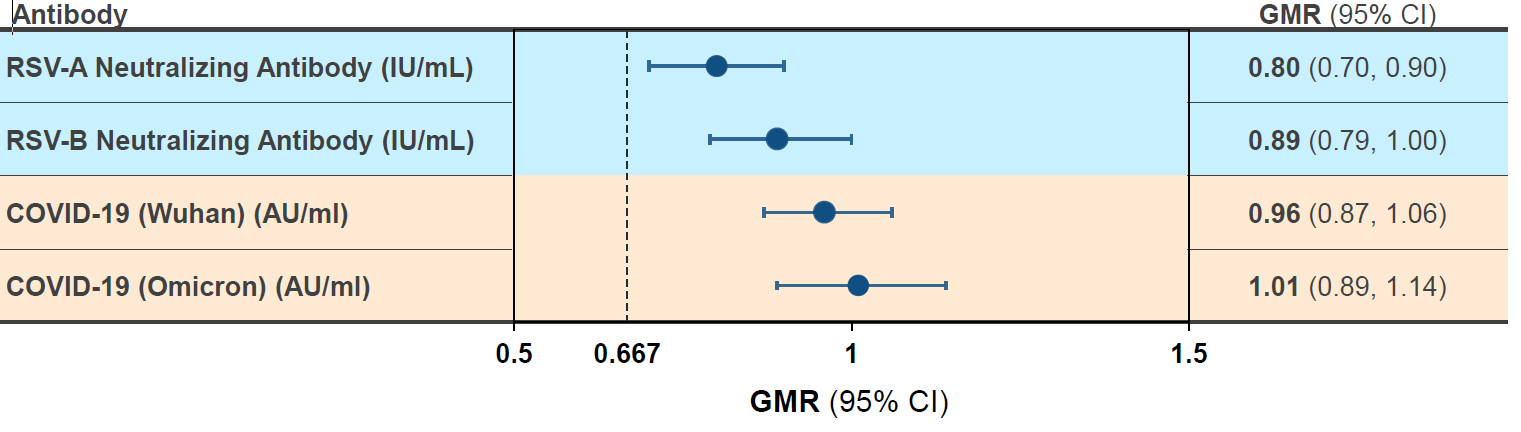 Antibody GMR (95% CI)
RSV-A Neutralizing Antibody (IU/mL) 0.80 (0.70, 0.90)
RSV-B Neutralizing Antibody (IU/mL) 0.89 (0.79, 1.00)
COVID-19 (Wuhan) (AU/ml) 0.96 (0.87, 1.06)
COVID-19 (Omicron) (AU/ml) 1.01 (0.89, 1.14)
0.5 0.667 1 1.5
GMR (95% CI)